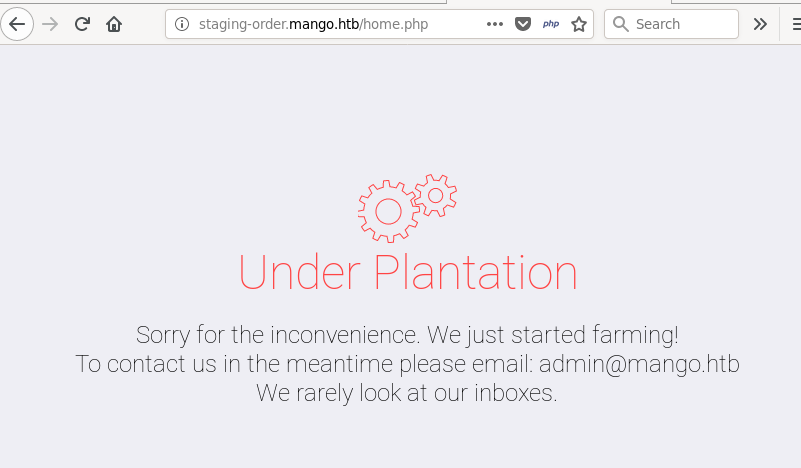 staging-order.mango.htb/home.php
php
Search
Under Plantation
Sorry for the inconvenience. We just started farming!
To contact us in the meantime please email: admin@mango.htb
We rarely look at our inboxes.